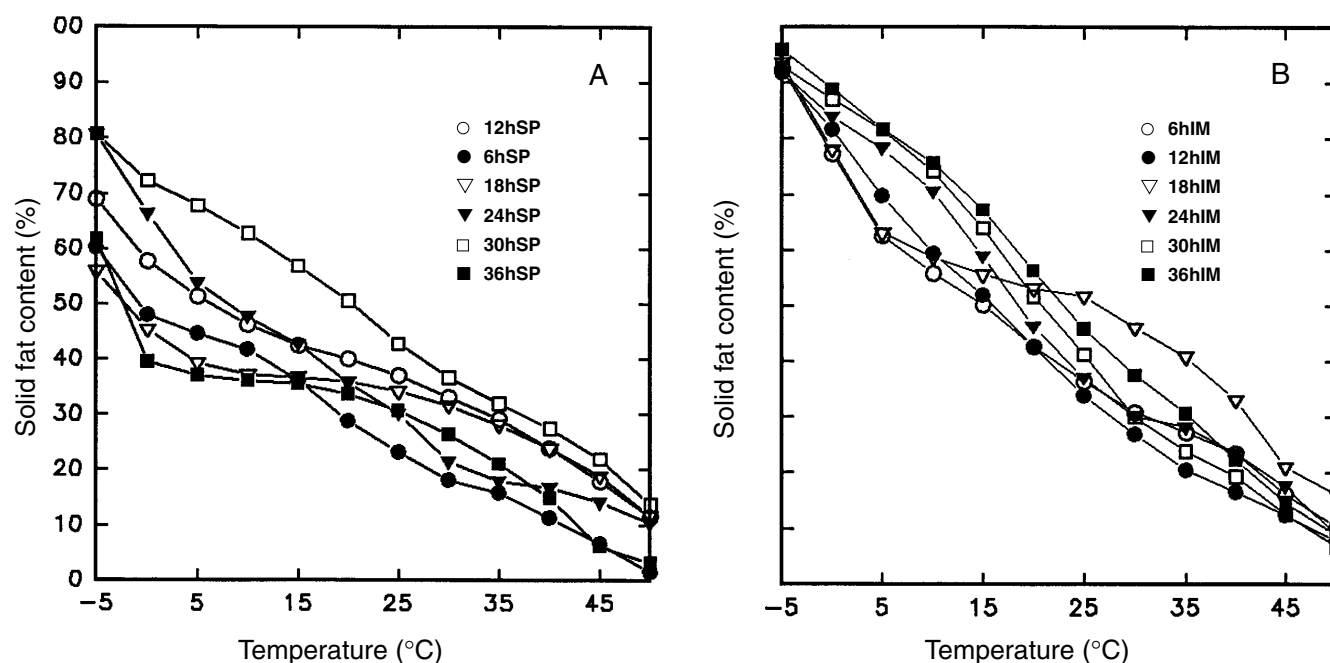 00
90
80
70
60
50
40
30
20
10
0
Solid fat content (%)
A
12hSP
6hSP
18hSP
24hSP
30hSP
36hSP
-5
5
15
25
35
45
Temperature (°C)
Solid fat content (%)
B
6hIM
12hIM
18hIM
24hIM
30hIM
36hIM
-5
5
15
25
35
45
Temperature (°C)